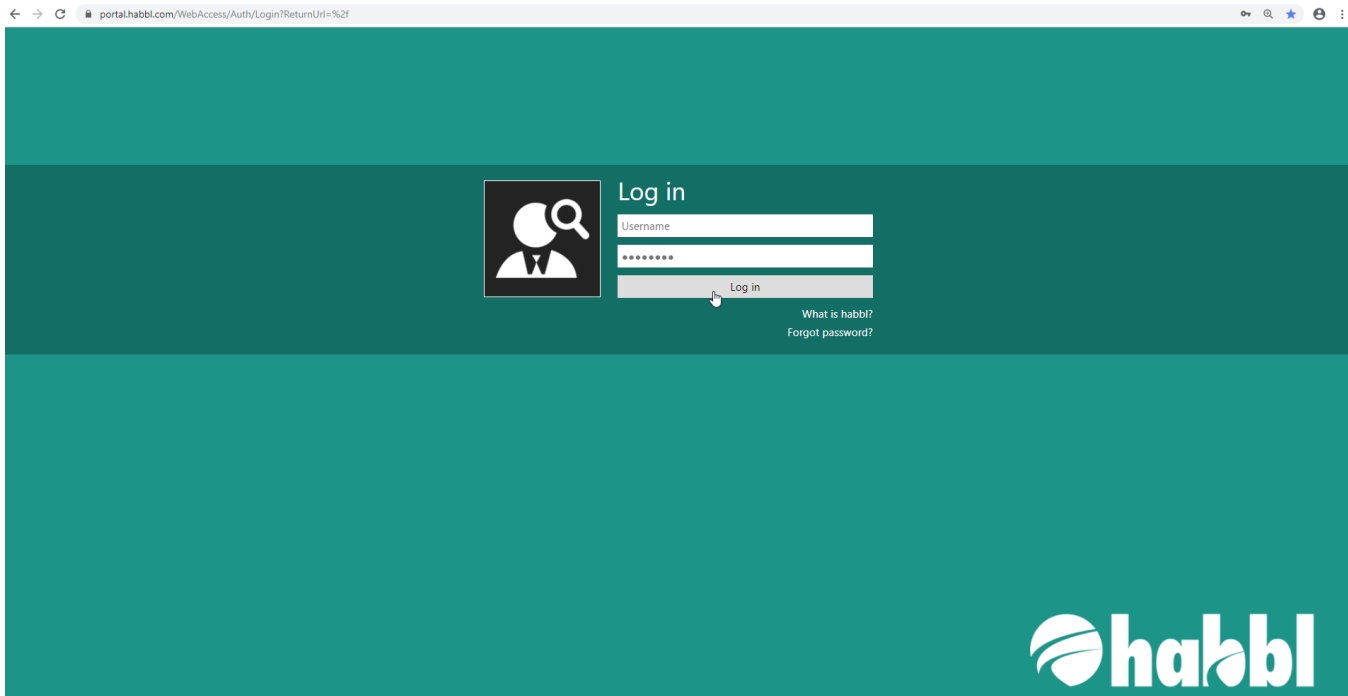 portal.habbl.com/WebAccess/Auth/Login?ReturnUrl=%2f
Log in
Username
••••••••
Log in
What is habbl?
Forgot password?
habbl